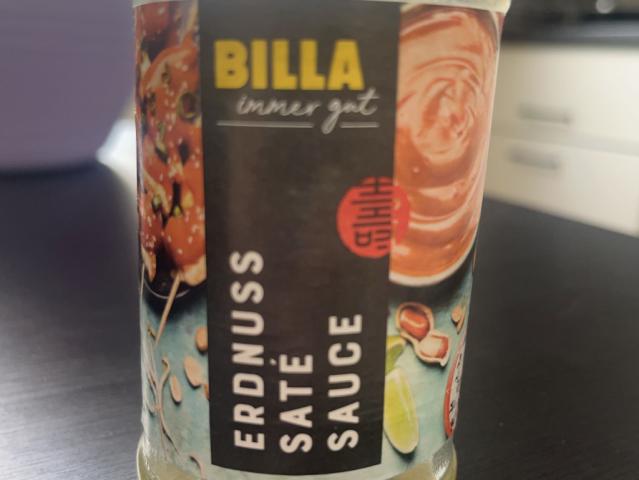 BILLA
immer gut
ERDNUSS
SATÉ
SAUCE